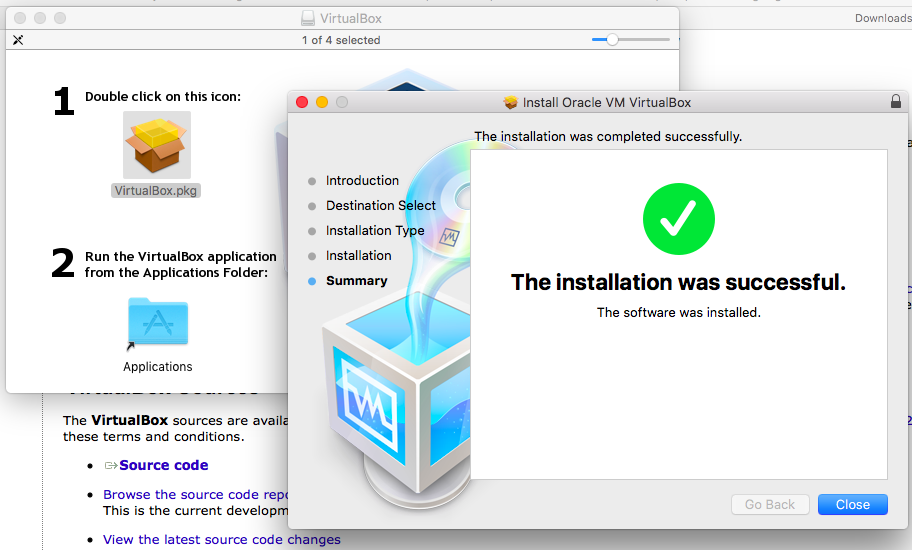 VirtualBox
Downloads
1 of 4 selected
1 Double click on this icon:
VirtualBox.pkg
2 Run the VirtualBox application
from the Applications Folder:
Applications
Install Oracle VM VirtualBox
The installation was completed successfully.
Introduction
Destination Select
Installation Type
Installation
Summary
The installation was successful.
The software was installed.
Go Back
Close
VirtualBox Sources
The VirtualBox sources are availa
these terms and conditions.
Source code
Browse the source code repo
This is the current developm
View the latest source code changes